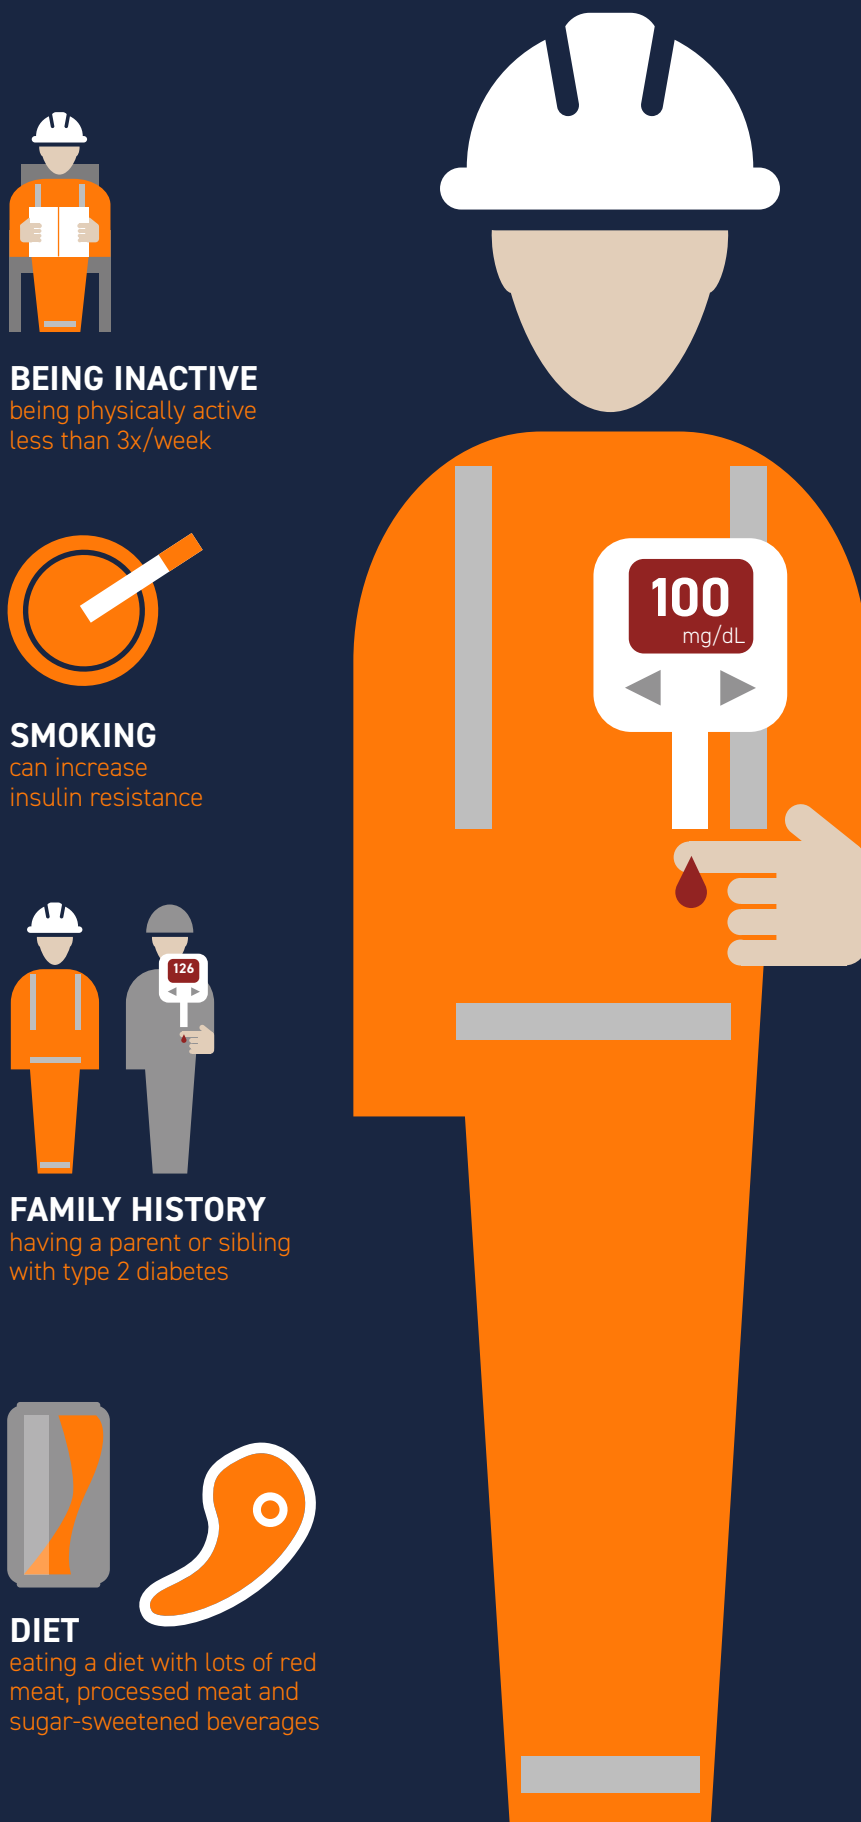 BEING INACTIVE
being physically active
less than 3x/week
100
mg/dL
SMOKING
can increase
insulin resistance
126
FAMILY HISTORY
having a parent or sibling
with type 2 diabetes
DIET
eating a diet with lots of red
meat, processed meat and
sugar-sweetened beverages